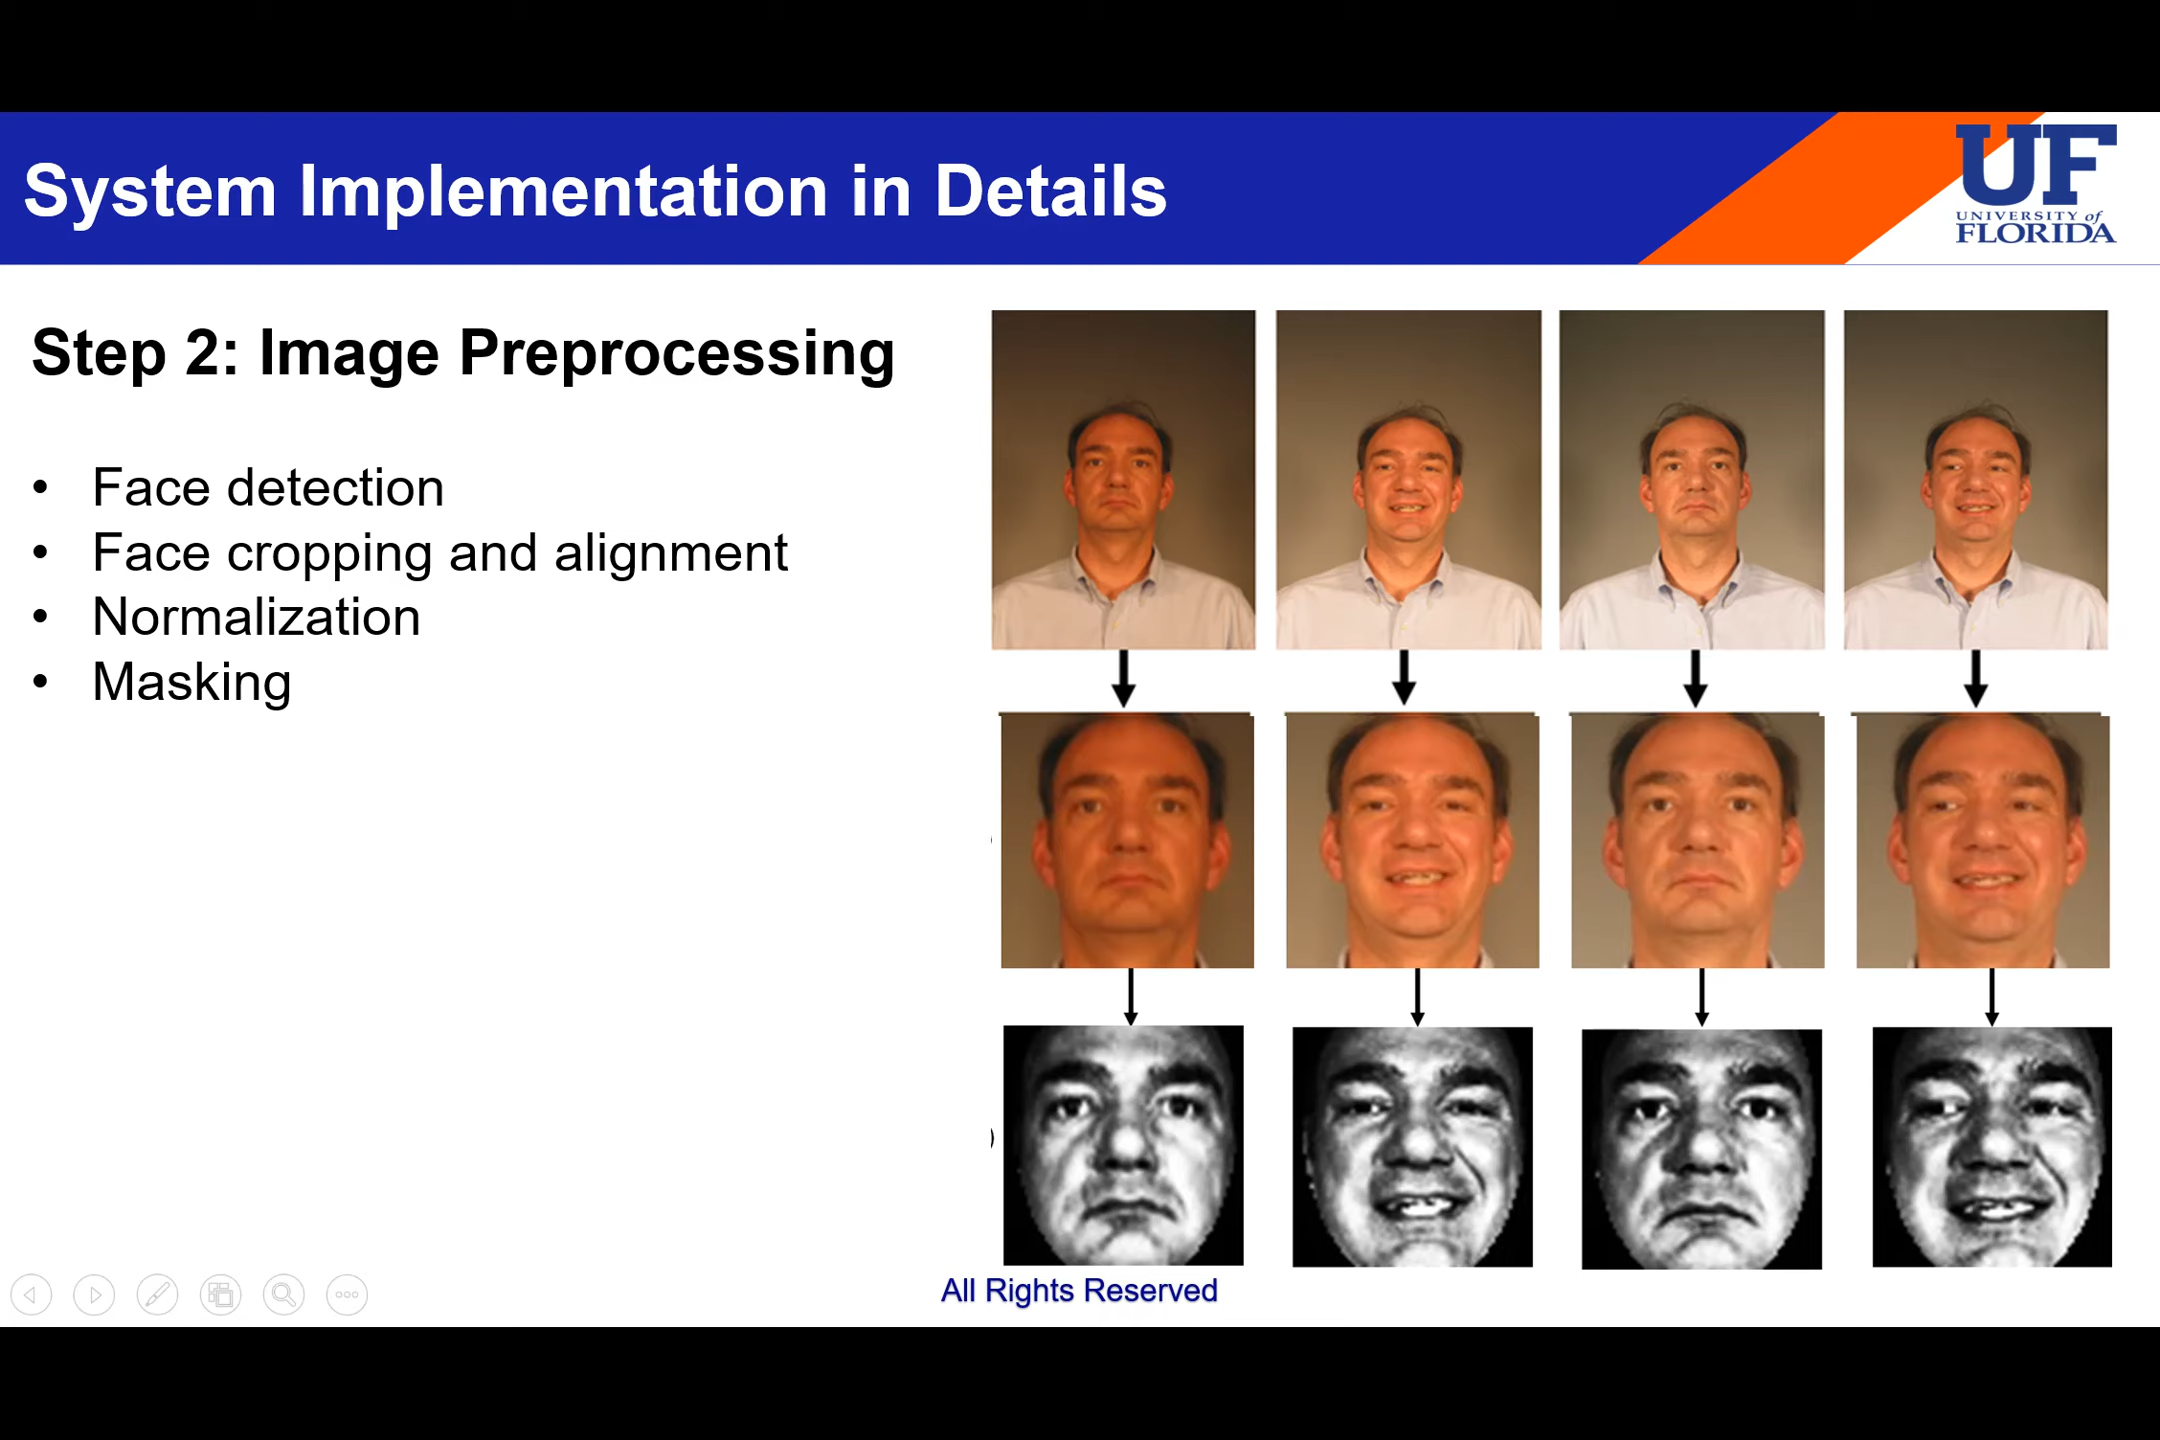 System Implementation in Details
UF
UNIVERSITY of
FLORIDA
Step 2: Image Preprocessing
• Face detection
• Face cropping and alignment
• Normalization
• Masking
All Rights Reserved